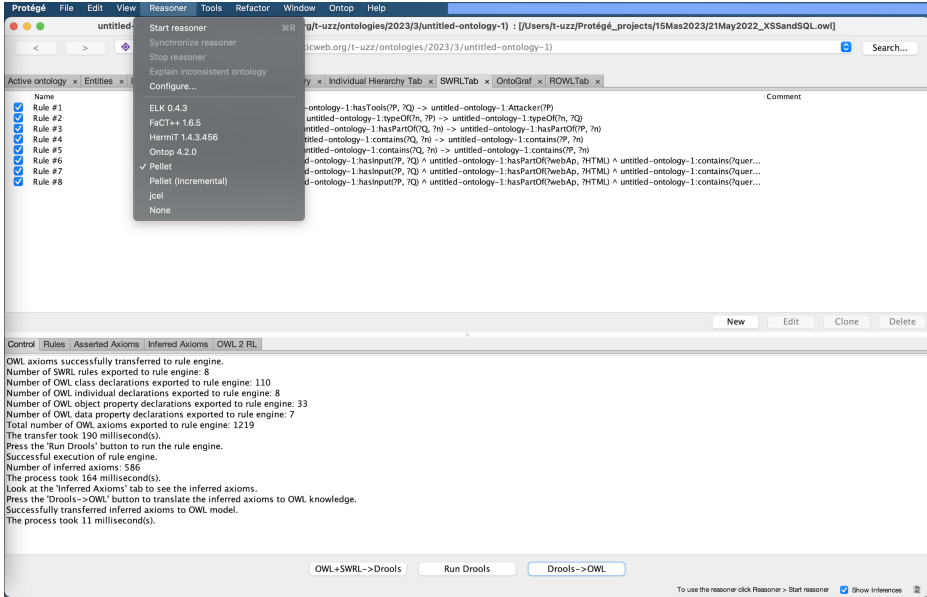 Protégé File Edit View Reasoner Tools Refactor Window Ontop Help
untitled- rg/t-uzz/ontologies/2023/3/untitled-ontology-1) : [/Users/t-uzz/Protégé_projects/15Mas2023/21May2022_XSSandSQL.owl]
Start reasoner ⌘R
< > ticweb.org/t-uzz/ontologies/2023/3/untitled-ontology-1) Search...
Synchronize reasoner
Stop reasoner
Explain inconsistent ontology
Configure...
ELK 0.4.3
FaCT++ 1.6.5
HermiT 1.4.3.456
Ontop 4.2.0
✓ Pellet
Pellet (Incremental)
jcel
None
Active ontology × Entities × × Individual Hierarchy Tab × SWRLTab × OntoGraf × ROWLTab ×
Name Comment
Rule #1 -ontology-1:hasTools(?P, ?Q) -> untitled-ontology-1:Attacker(?P)
Rule #2 untitled-ontology-1:typeOf(?n, ?P) -> untitled-ontology-1:typeOf(?n, ?Q)
Rule #3 ntitled-ontology-1:hasPartOf(?Q, ?n) -> untitled-ontology-1:hasPartOf(?P, ?n)
Rule #4 ntitled-ontology-1:contains(?Q, ?n) -> untitled-ontology-1:hasPartOf(?P, ?n)
Rule #5 ntitled-ontology-1:contains(?Q, ?n) -> untitled-ontology-1:contains(?P, ?n)
Rule #6 d-ontology-1:hasInput(?P, ?Q) ^ untitled-ontology-1:hasPartOf(?webAp, ?HTML) ^ untitled-ontology-1:contains(?quer...
Rule #7 d-ontology-1:hasInput(?P, ?Q) ^ untitled-ontology-1:hasPartOf(?webAp, ?HTML) ^ untitled-ontology-1:contains(?quer...
Rule #8 d-ontology-1:hasInput(?P, ?Q) ^ untitled-ontology-1:hasPartOf(?webAp, ?HTML) ^ untitled-ontology-1:contains(?quer...
New Edit Clone Delete
Control Rules Asserted Axioms Inferred Axioms OWL 2 RL
OWL axioms successfully transferred to rule engine.
Number of SWRL rules exported to rule engine: 8
Number of OWL class declarations exported to rule engine: 110
Number of OWL individual declarations exported to rule engine: 8
Number of OWL object property declarations exported to rule engine: 33
Number of OWL data property declarations exported to rule engine: 7
Total number of OWL axioms exported to rule engine: 1219
The transfer took 190 millisecond(s).
Press the 'Run Drools' button to run the rule engine.
Successful execution of rule engine.
Number of inferred axioms: 586
The process took 164 millisecond(s).
Look at the 'Inferred Axioms' tab to see the inferred axioms.
Press the 'Drools->OWL' button to translate the inferred axioms to OWL knowledge.
Successfully transferred inferred axioms to OWL model.
The process took 11 millisecond(s).
OWL+SWRL->Drools Run Drools Drools->OWL
To use the reasoner click Reasoner > Start reasoner Show Inferences